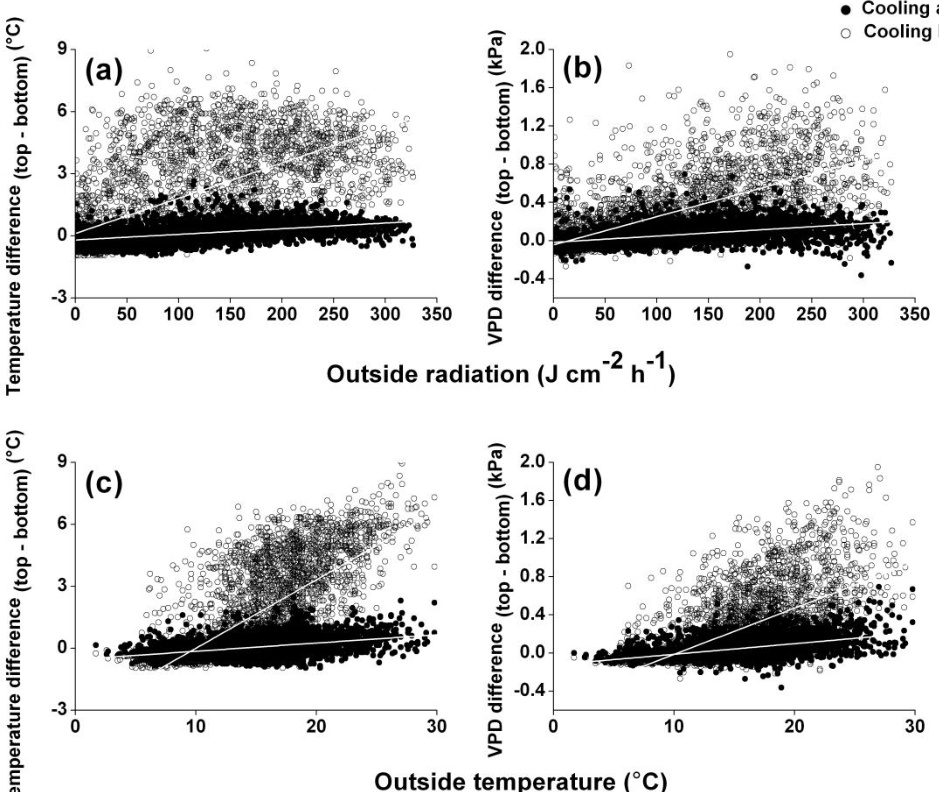 Cooling
Cooling
Temperature difference (top - bottom) (°C)
9
6
3
0
-3
(a)
0 50 100 150 200 250 300 350
VPD difference (top - bottom) (kPa)
2.0
1.6
1.2
0.8
0.4
0.0
-0.4
(b)
0 50 100 150 200 250 300 350
Outside radiation (J cm-2 h-1)
difference (top - bottom) (°C)
9
6
3
0
-3
(c)
0 10 20 30
VPD difference (top - bottom) (kPa)
2.0
1.6
1.2
0.8
0.4
0.0
-0.4
(d)
0 10 20 30
Outside temperature (°C)